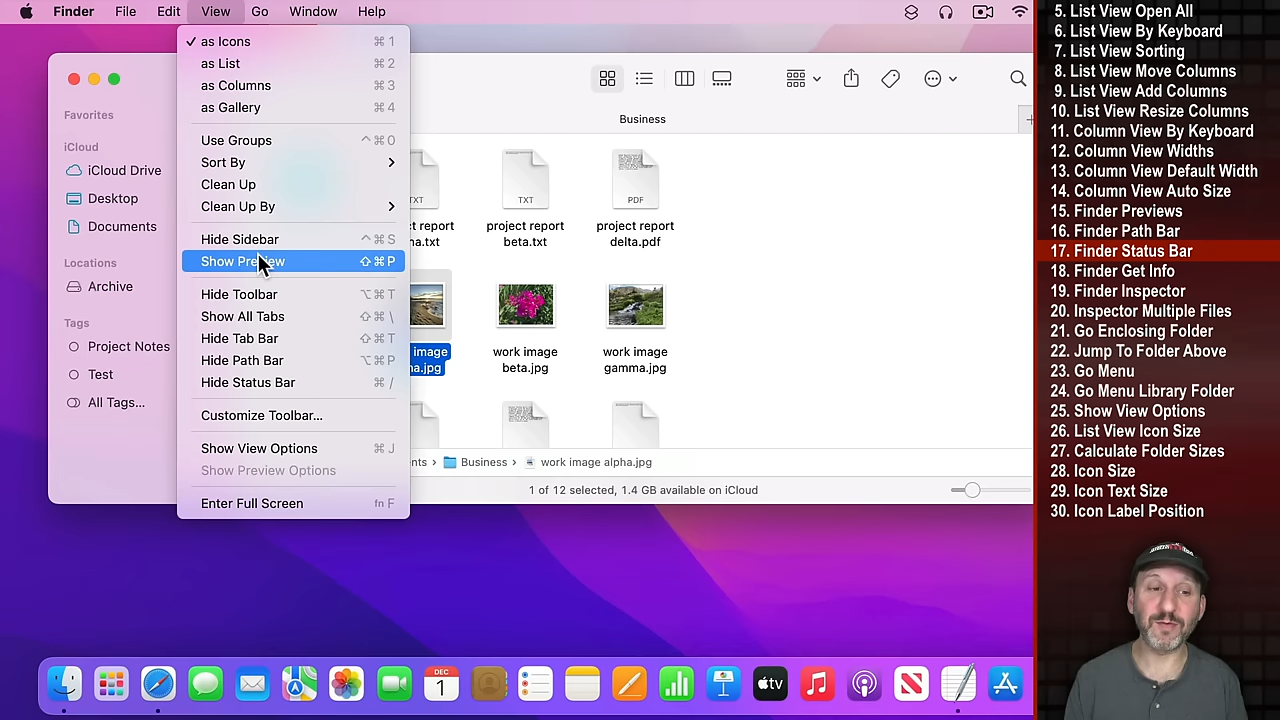 Finder File Edit View Go Window Help
✓ as Icons ⌘ 1
as List ⌘ 2
as Columns ⌘ 3
as Gallery ⌘ 4
Use Groups ^ ⌘ 0
Sort By >
Clean Up
Clean Up By >
Hide Sidebar ^ ⌘ S
Show Preview ⇧ ⌘ P
Hide Toolbar ⌥ ⌘ T
Show All Tabs ⇧ ⌘ \
Hide Tab Bar ⇧ ⌘ T
Hide Path Bar ⌥ ⌘ P
Hide Status Bar ⌘ /
Customize Toolbar...
Show View Options ⌘ J
Show Preview Options
Enter Full Screen fn F
Favorites
iCloud
iCloud Drive
Desktop
Documents
Locations
Archive
Tags
Project Notes
Test
All Tags...
Business
TXT
TXT
PDF
ct report
project report
beta.txt
project report
delta.pdf
image
work image
beta.jpg
work image
gamma.jpg
nts > Business > work image alpha.jpg
1 of 12 selected, 1.4 GB available on iCloud
DEC
1
tv
5. List View Open All
6. List View By Keyboard
7. List View Sorting
8. List View Move Columns
9. List View Add Columns
10. List View Resize Columns
11. Column View By Keyboard
12. Column View Widths
13. Column View Default Width
14. Column View Auto Size
15. Finder Previews
16. Finder Path Bar
17. Finder Status Bar
18. Finder Get Info
19. Finder Inspector
20. Inspector Multiple Files
21. Go Enclosing Folder
22. Jump To Folder Above
23. Go Menu
24. Go Menu Library Folder
25. Show View Options
26. List View Icon Size
27. Calculate Folder Sizes
28. Icon Size
29. Icon Text Size
30. Icon Label Position